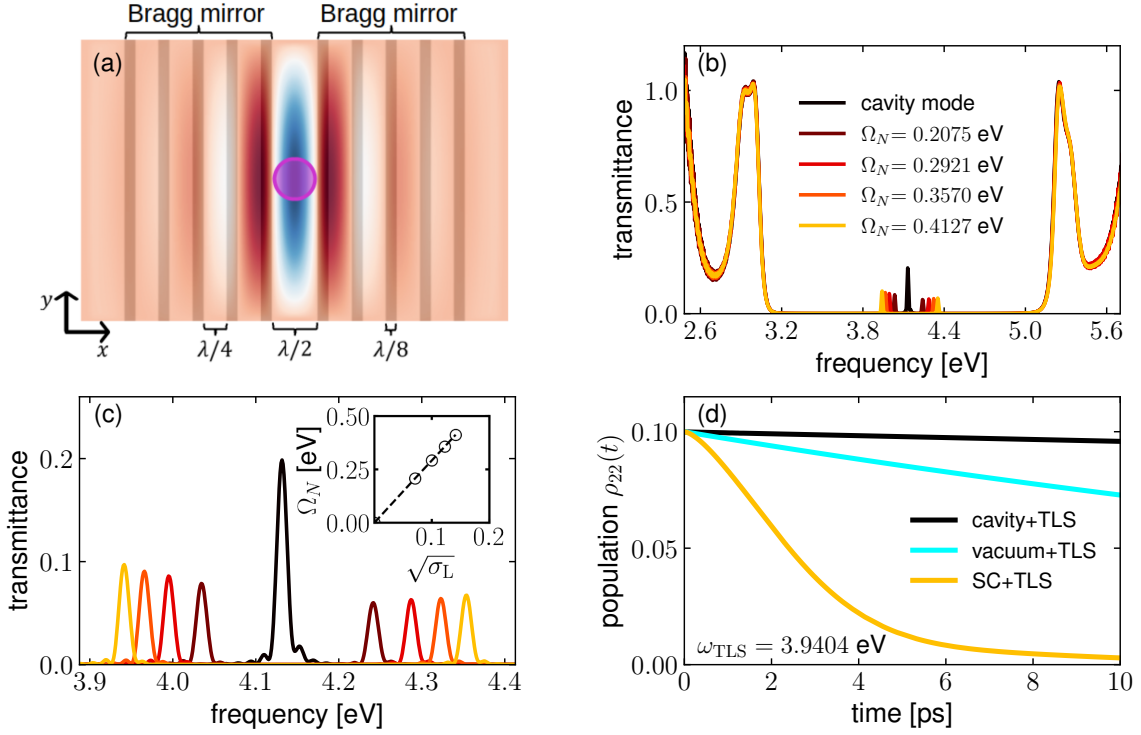 Bragg mirror Bragg mirror
(a)
y
x
λ/4 λ/2 λ/8
(b)
transmittance
1.0
0.5
0.0
cavity mode
Ω_N = 0.2075 eV
Ω_N = 0.2921 eV
Ω_N = 0.3570 eV
Ω_N = 0.4127 eV
2.6 3.2 3.8 4.4 5.0 5.6
frequency [eV]
(c)
transmittance
0.2
0.1
0.0
3.9 4.0 4.1 4.2 4.3 4.4
frequency [eV]
Ω_N [eV]
0.50
0.25
0.00
0.1 0.2
√σ_L
(d)
population ρ₂₂(t)
0.10
0.05
0.00
cavity+TLS
vacuum+TLS
SC+TLS
ω_TLS = 3.9404 eV
0 2 4 6 8 10
time [ps]